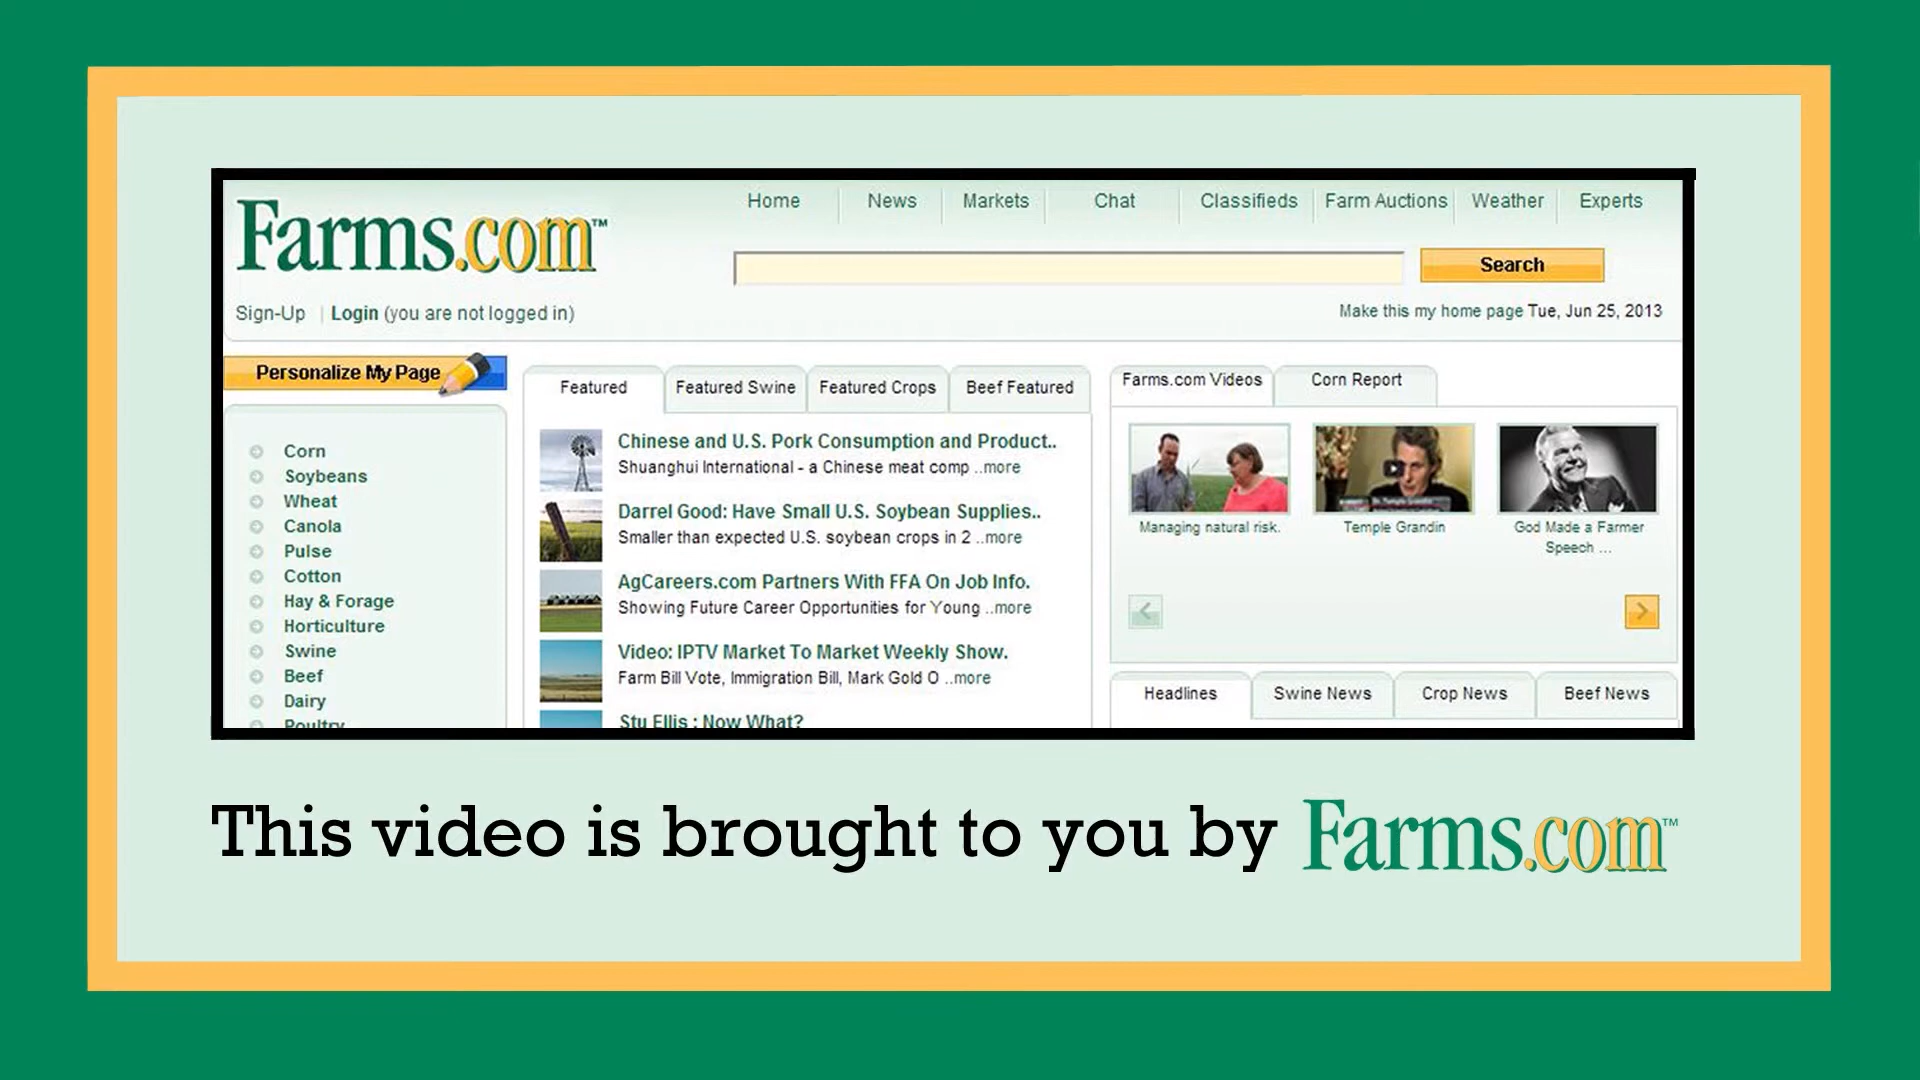 Farms.com™
Home News Markets Chat Classifieds Farm Auctions Weather Experts
Search
Sign-Up | Login (you are not logged in)
Make this my home page Tue, Jun 25, 2013
Personalize My Page
Corn
Soybeans
Wheat
Canola
Pulse
Cotton
Hay & Forage
Horticulture
Swine
Beef
Dairy
Poultry
Featured Featured Swine Featured Crops Beef Featured
Chinese and U.S. Pork Consumption and Product..
Shuanghui International - a Chinese meat comp ..more
Darrel Good: Have Small U.S. Soybean Supplies..
Smaller than expected U.S. soybean crops in 2 ..more
AgCareers.com Partners With FFA On Job Info.
Showing Future Career Opportunities for Young ..more
Video: IPTV Market To Market Weekly Show.
Farm Bill Vote, Immigration Bill, Mark Gold O ..more
Stu Ellis : Now What?
Farms.com Videos Corn Report
Managing natural risk.
Temple Grandin
God Made a Farmer
Speech ...
Headlines Swine News Crop News Beef News
This video is brought to you by Farms.com™